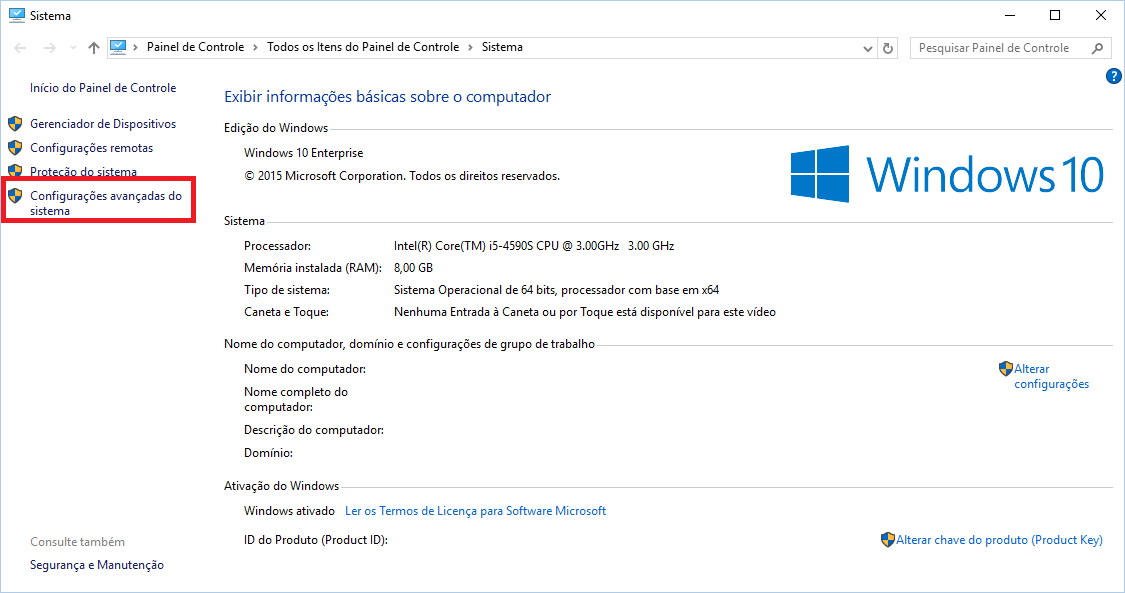 Sistema
Painel de Controle > Todos os Itens do Painel de Controle > Sistema
Pesquisar Painel de Controle
?
Início do Painel de Controle
Gerenciador de Dispositivos
Configurações remotas
Proteção do sistema
Configurações avançadas do
sistema
Exibir informações básicas sobre o computador
Edição do Windows
Windows 10 Enterprise
© 2015 Microsoft Corporation. Todos os direitos reservados.
Windows 10
Sistema
Processador: Intel(R) Core(TM) i5-4590S CPU @ 3.00GHz 3.00 GHz
Memória instalada (RAM): 8,00 GB
Tipo de sistema: Sistema Operacional de 64 bits, processador com base em x64
Caneta e Toque: Nenhuma Entrada à Caneta ou por Toque está disponível para este vídeo
Nome do computador, domínio e configurações de grupo de trabalho
Nome do computador:
Nome completo do
computador:
Descrição do computador:
Domínio:
Alterar
configurações
Ativação do Windows
Windows ativado Ler os Termos de Licença para Software Microsoft
ID do Produto (Product ID):
Alterar chave do produto (Product Key)
Consulte também
Segurança e Manutenção